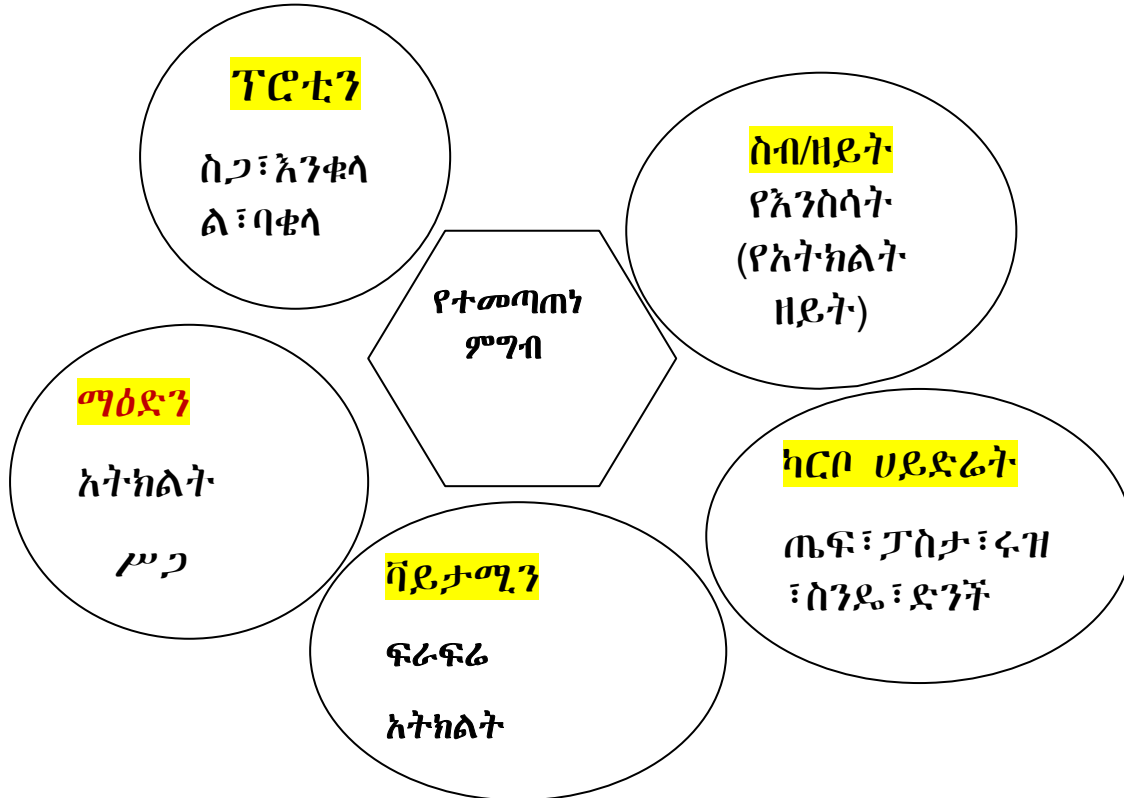 ፕሮቲን
ስጋ፣እንቁላ
ል፣ባቄላ
ስብ/ዘይት
የእንስሳት
(የአትክልት
ዘይት)
የተመጣጠነ
ምግብ
ማዕድን
አትክልት
ሥጋ
ካርቦ ሀይድሬት
ጤፍ፣ፓስታ፣ሩዝ
፣ስንዴ፣ድንች
ቫይታሚን
ፍራፍሬ
አትክልት